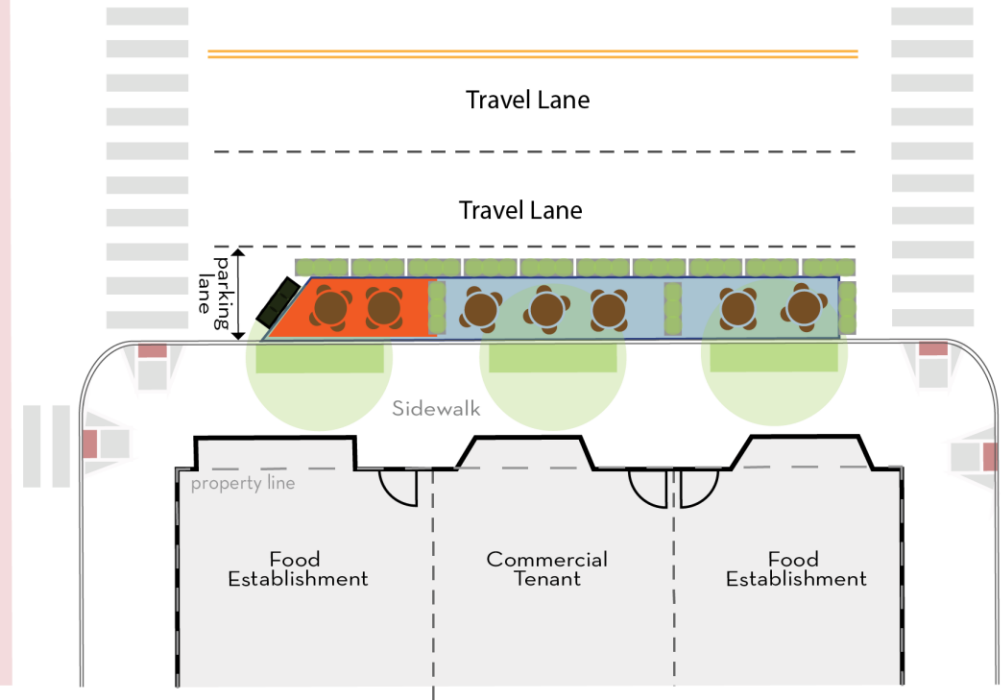 Travel Lane
Travel Lane
parking
lane
Sidewalk
property line
Food
Establishment
Commercial
Tenant
Food
Establishment